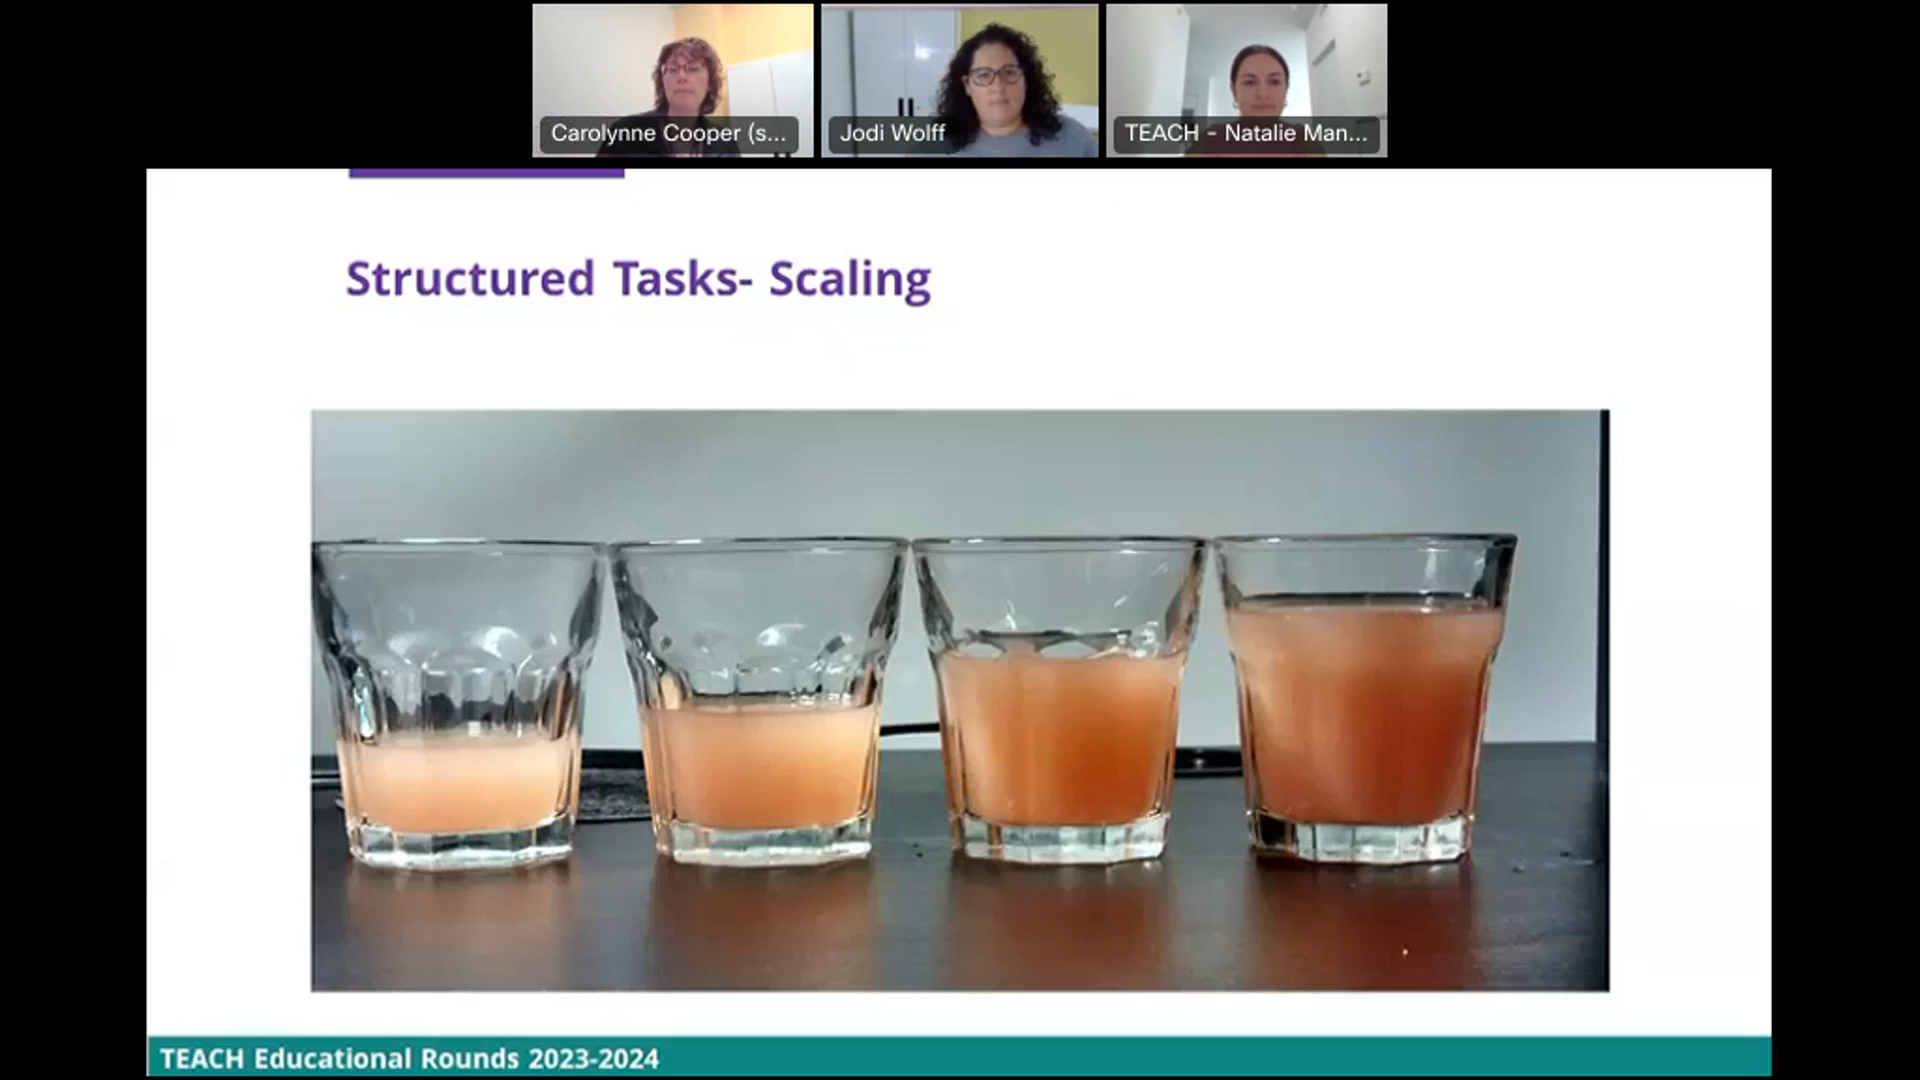 Carolynne Cooper (s...
Jodi Wolff
TEACH - Natalie Man...
Structured Tasks- Scaling
TEACH Educational Rounds 2023-2024